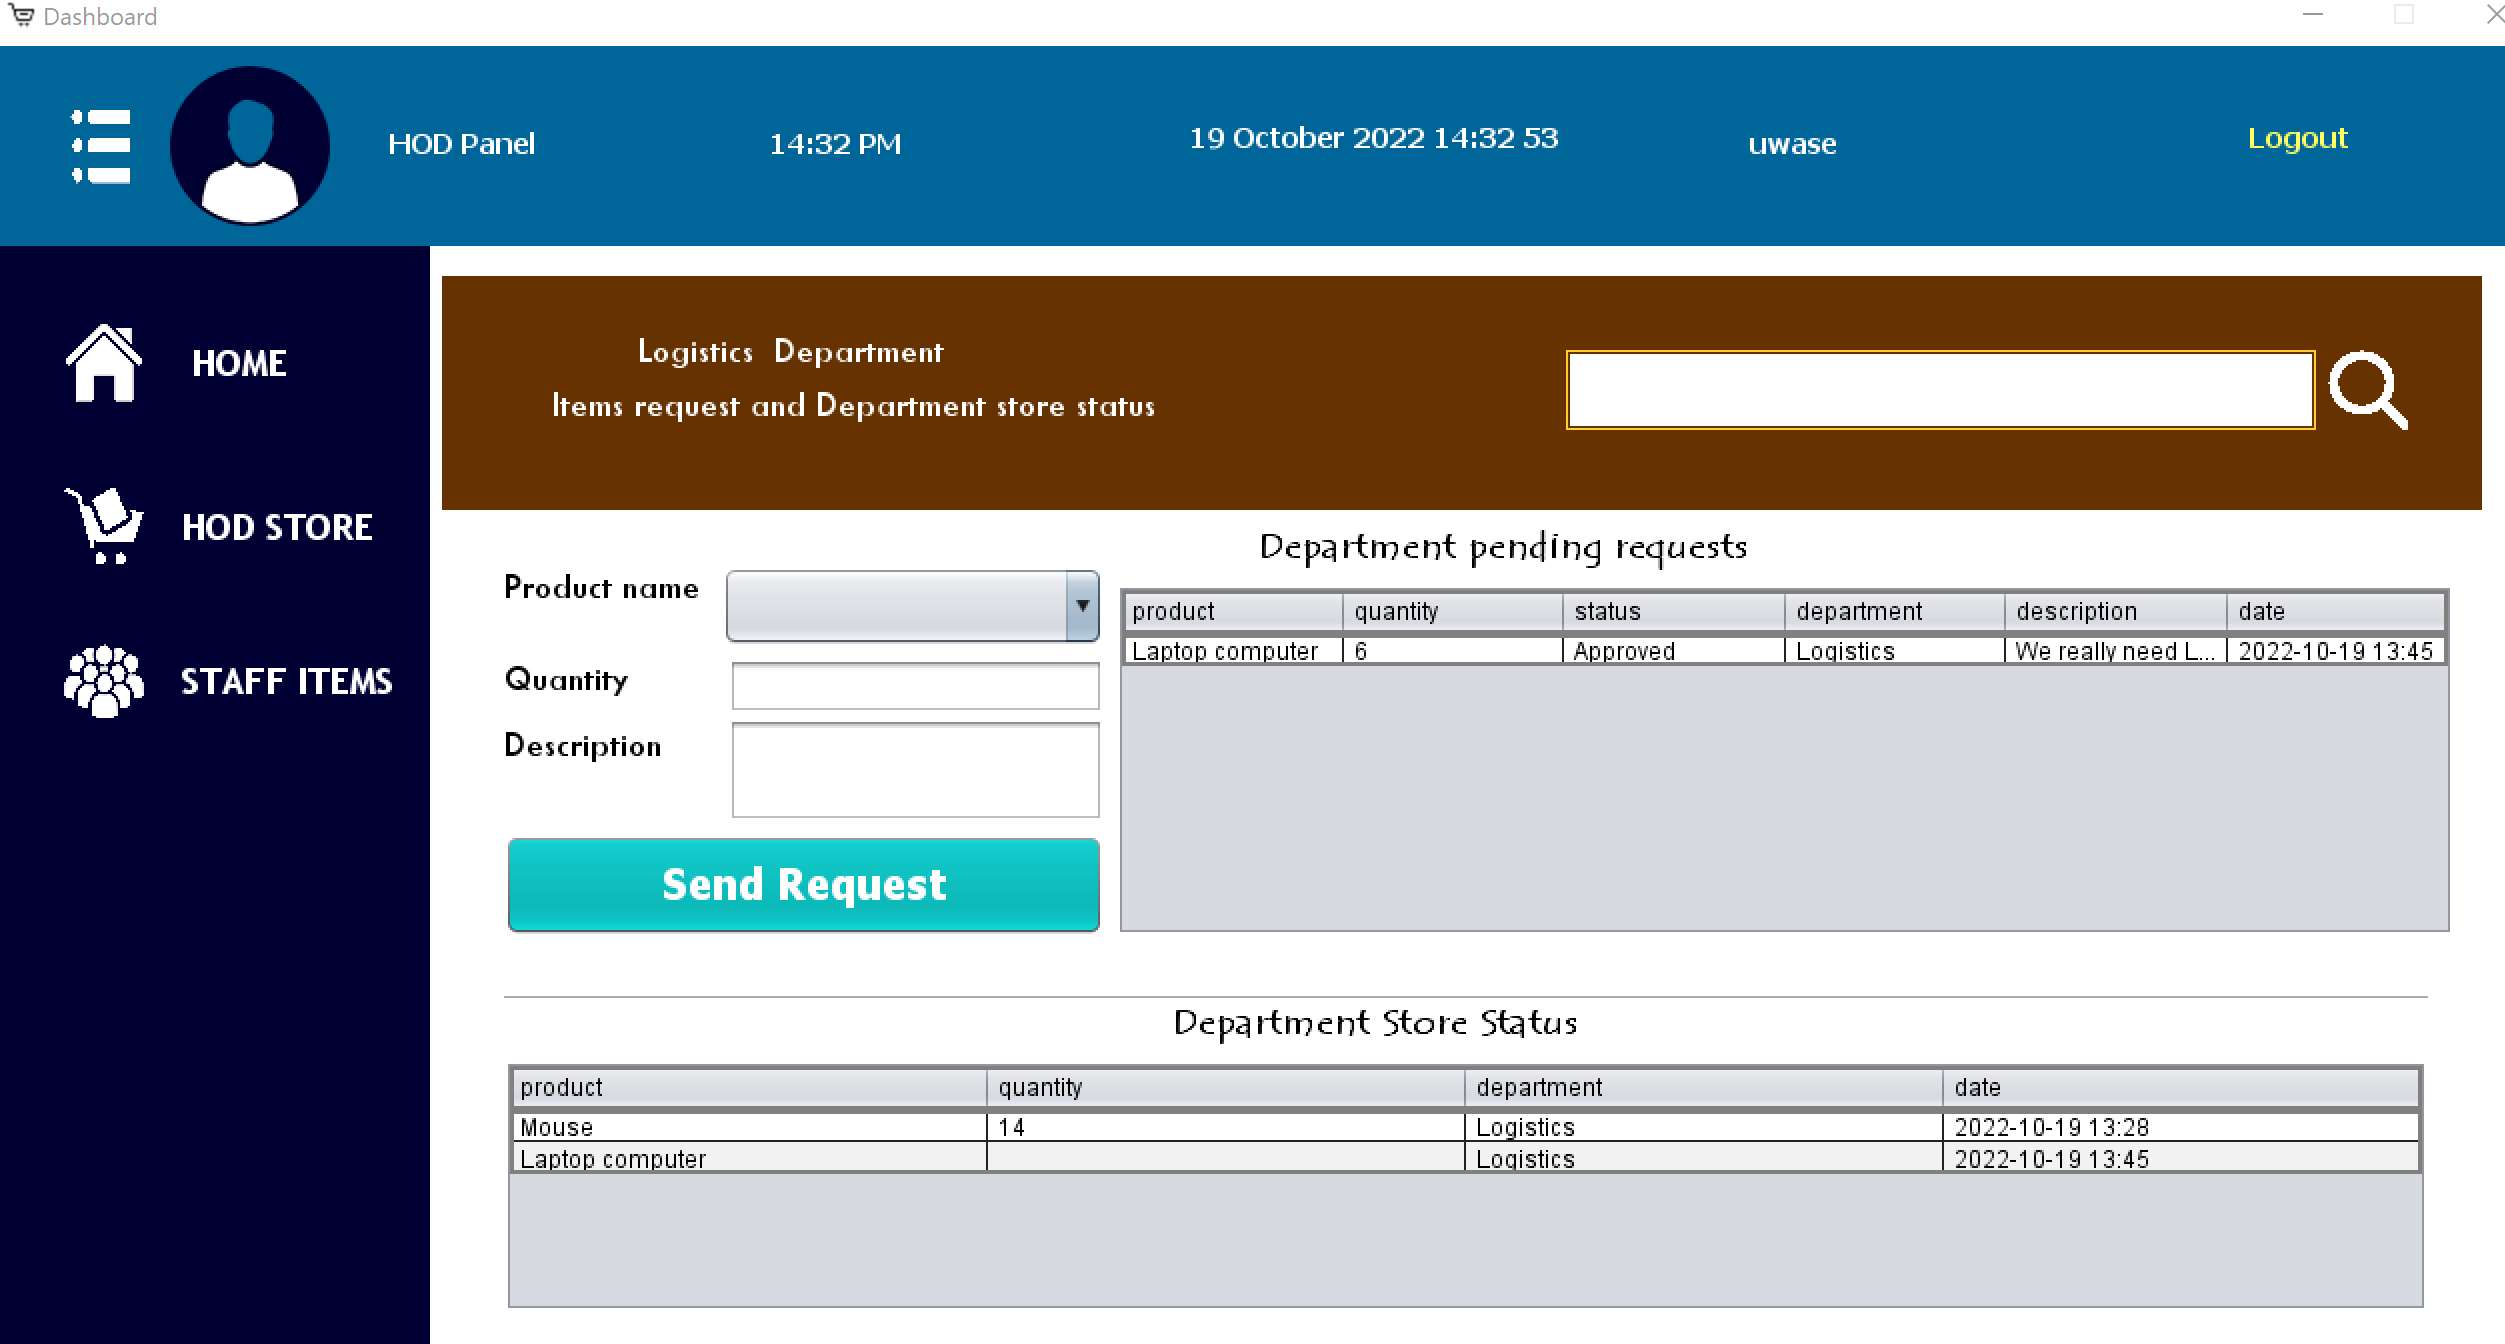 Dashboard
HOD Panel 14:32 PM 19 October 2022 14:32 53 uwase Logout
HOME
HOD STORE
STAFF ITEMS
Logistics Department
Items request and Department store status
Product name
Quantity
Description
Send Request
Department pending requests
product quantity status department description date
Laptop computer 6 Approved Logistics We really need L... 2022-10-19 13:45
Department Store Status
product quantity department date
Mouse 14 Logistics 2022-10-19 13:28
Laptop computer Logistics 2022-10-19 13:45